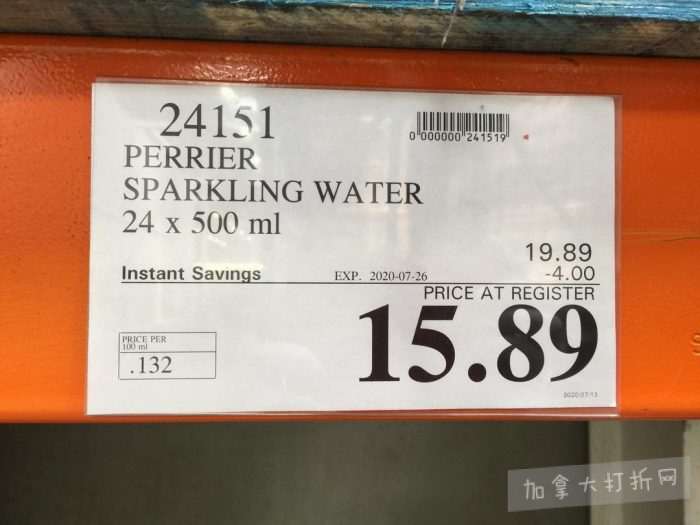 24151
0 000000 241519
PERRIER
SPARKLING WATER
24 x 500 ml
19.89
Instant Savings EXP. 2020-07-26 -4.00
PRICE AT REGISTER
15.89
PRICE PER
100 ml
.132
2020/07/13
加拿大打折网